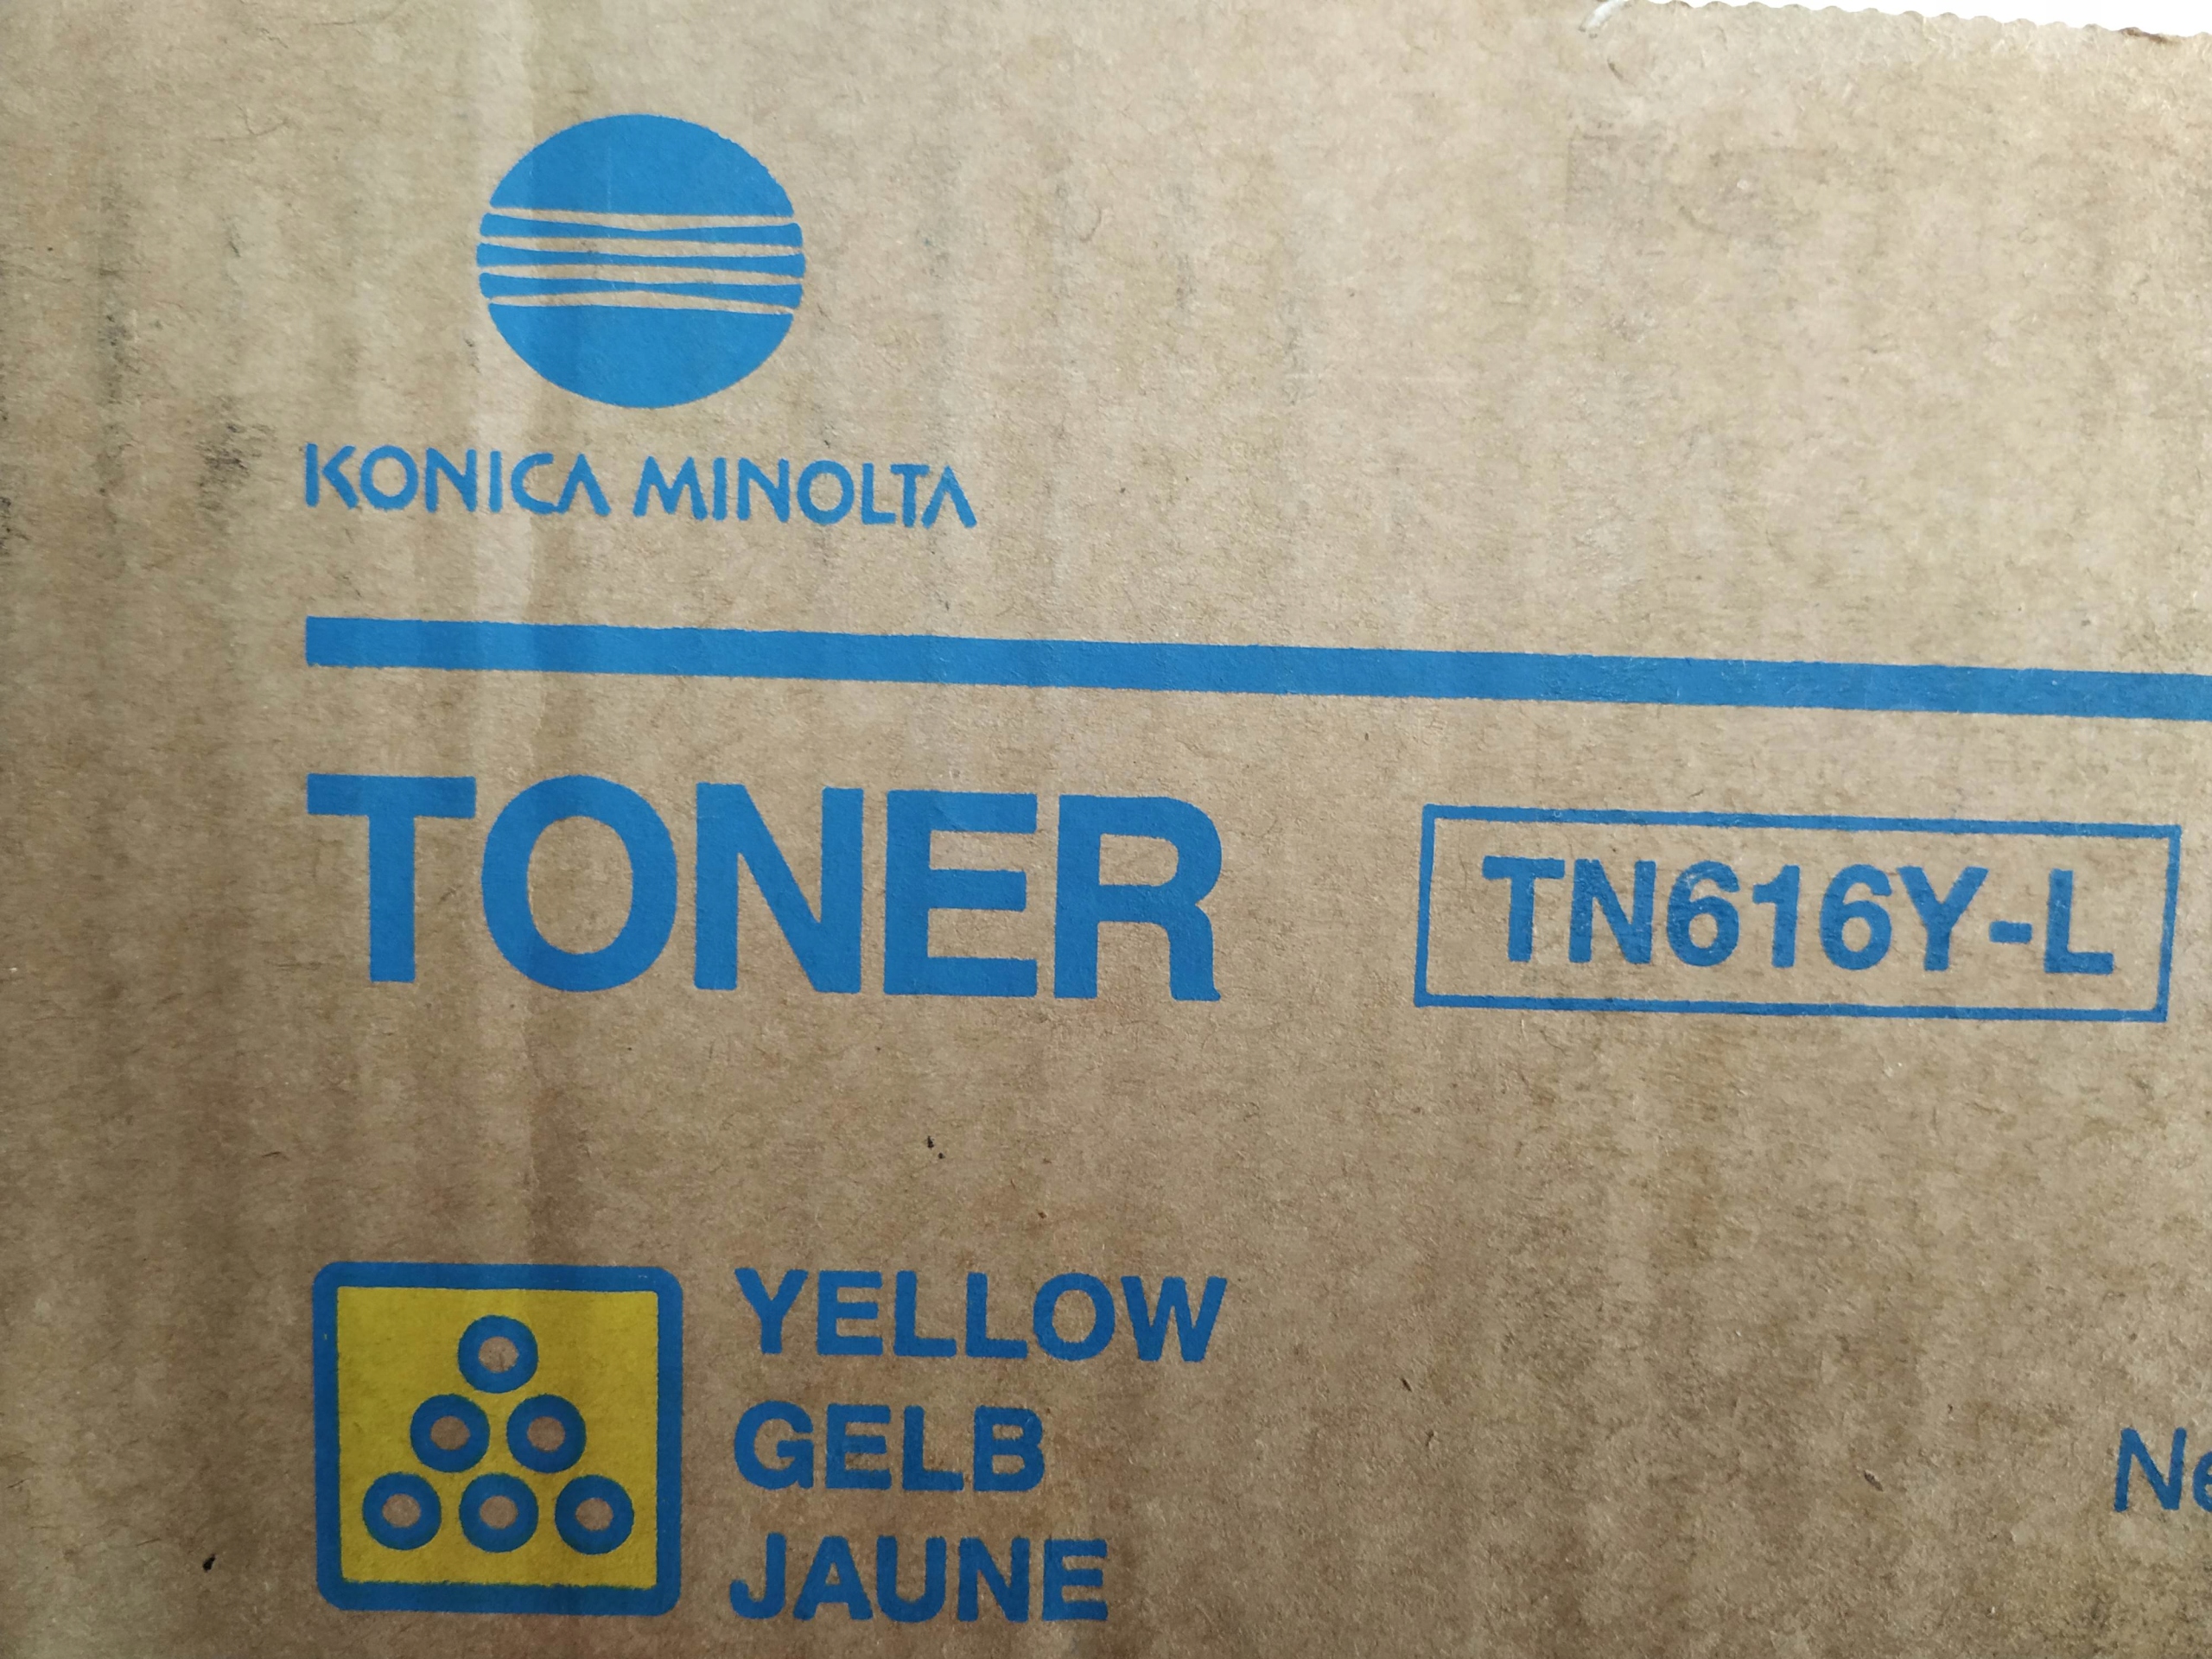 KONICA MINOLTA
TONER TN616Y-L
YELLOW
GELB
JAUNE